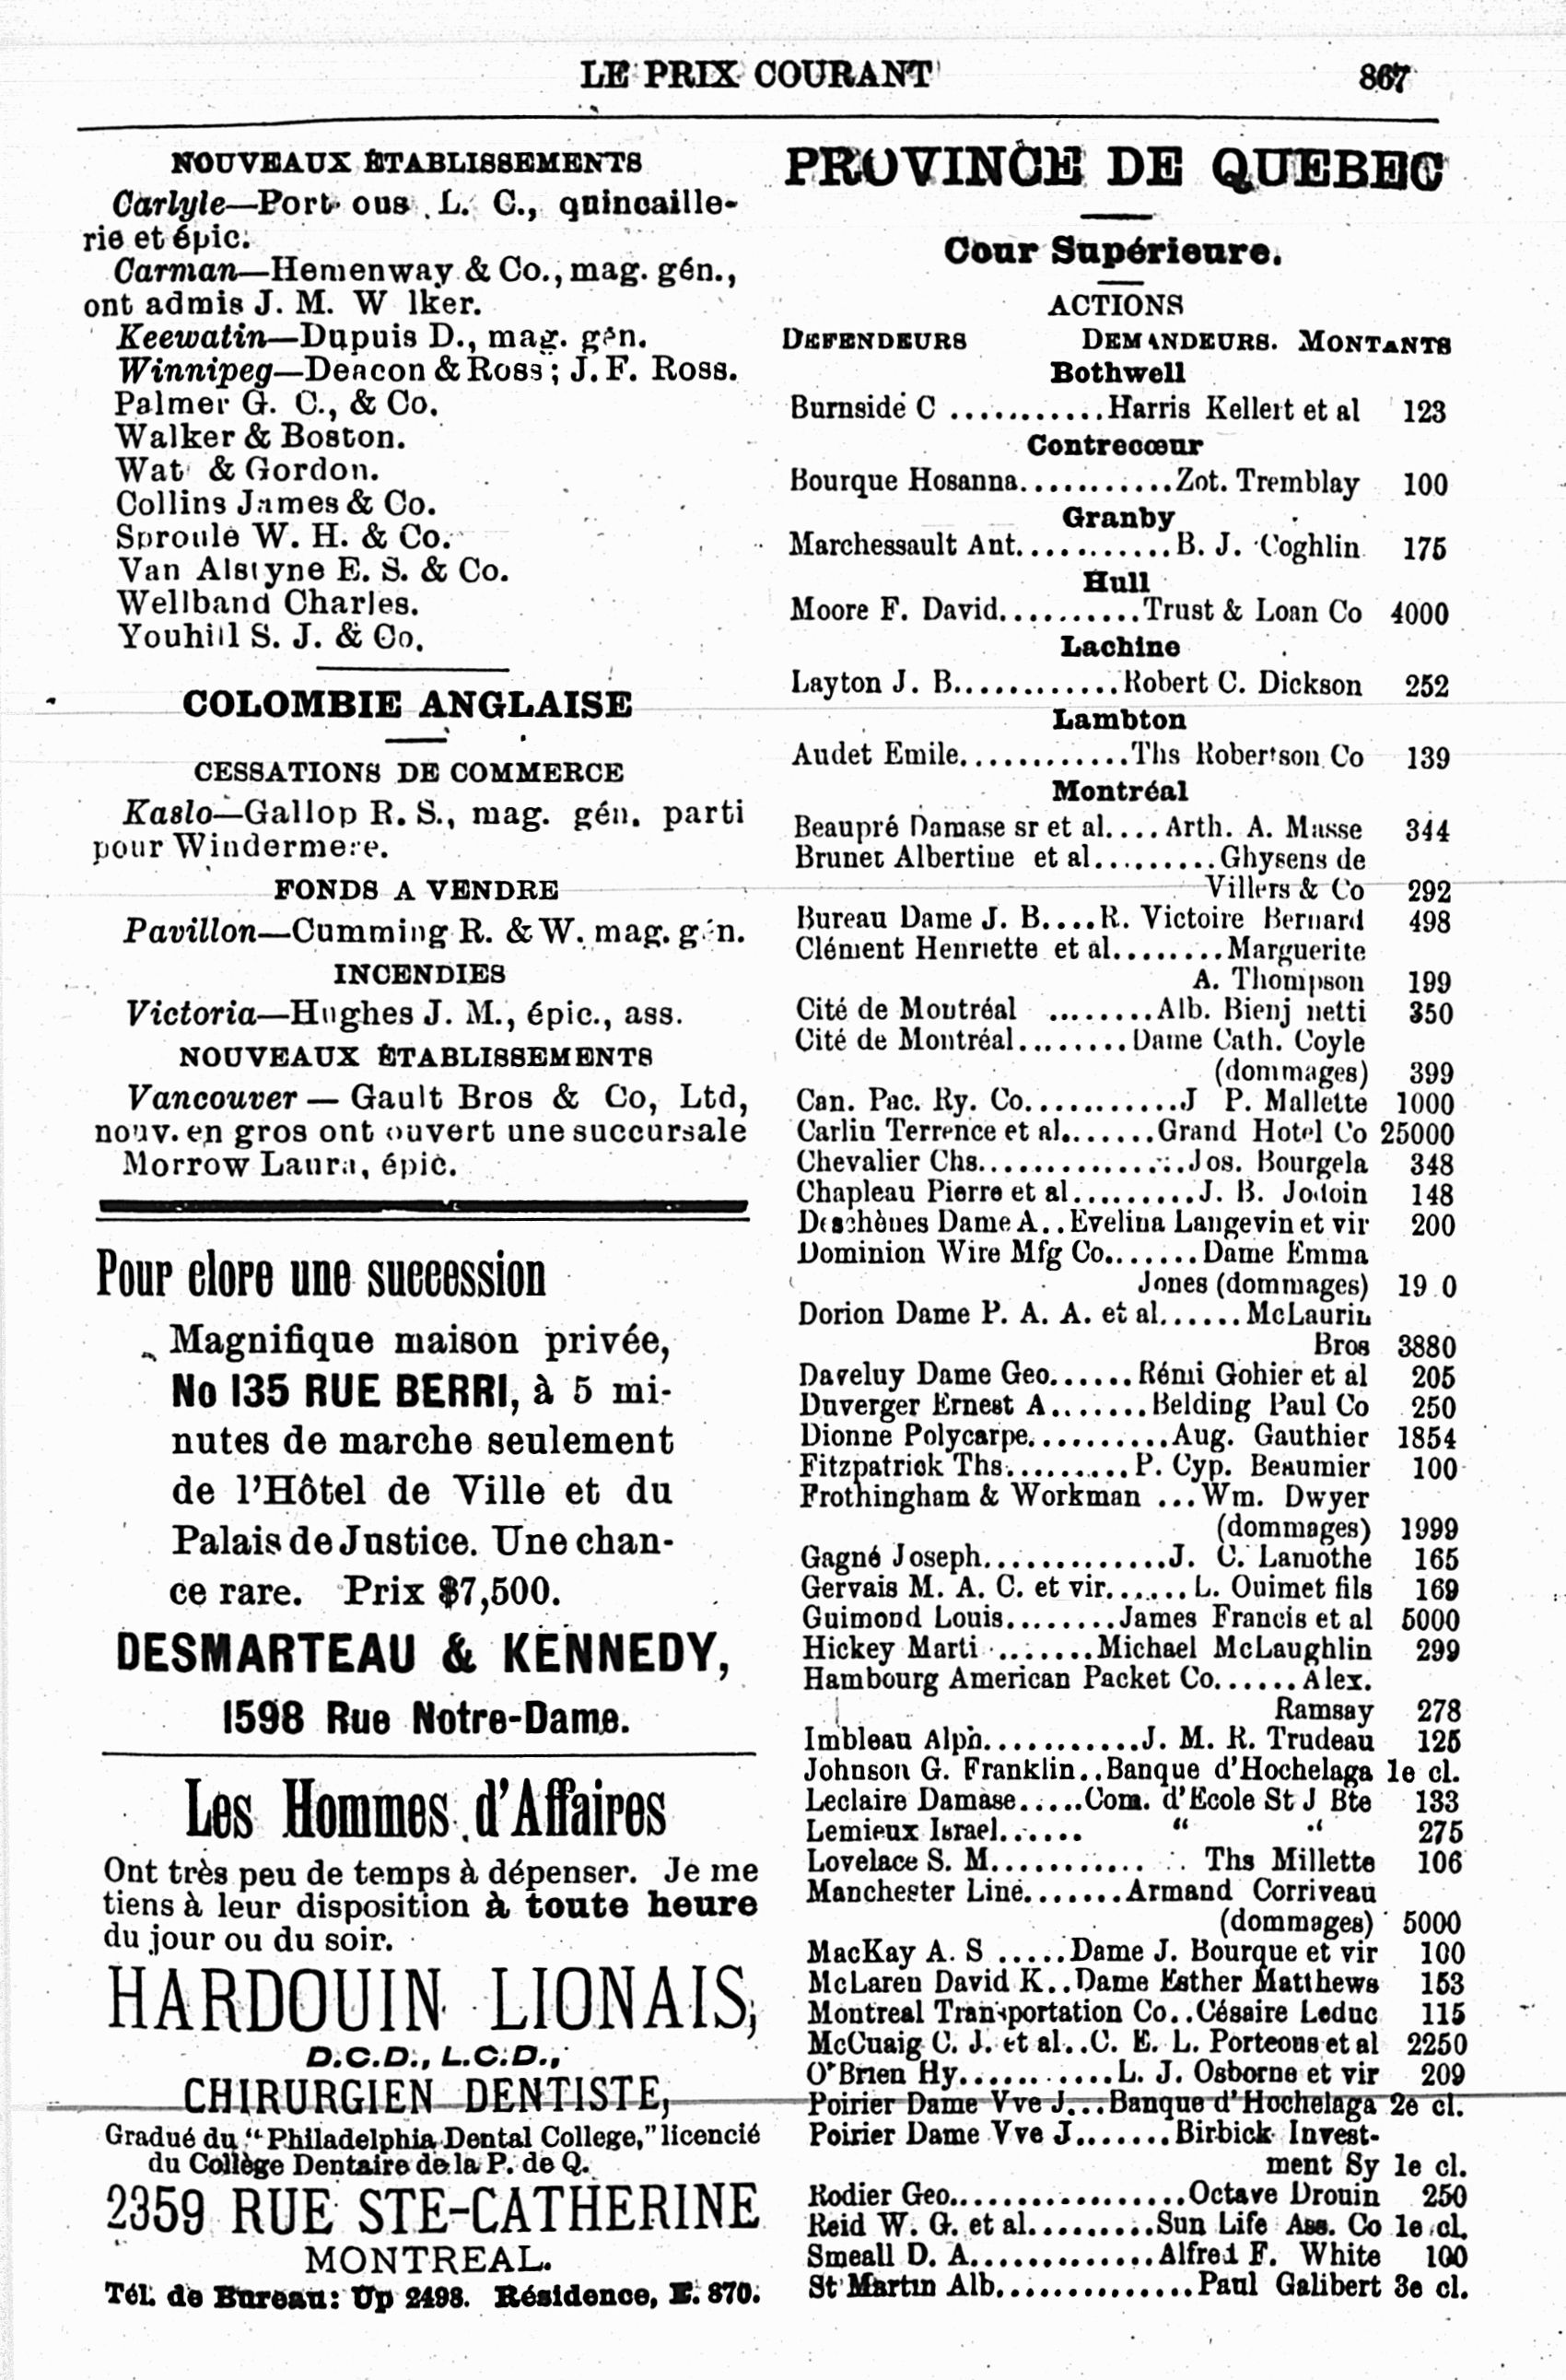 LE PRIX COURANT
867
NOUVEAUX ÉTABLISSEMENTS
Carlyle—Port ous L. C., quincaille-
rie et épic.
Carman—Hemenway & Co., mag. gén.,
ont admis J. M. W lker.
Keewatin—Dupuis D., mag. gén.
Winnipeg—Deacon & Ross; J. F. Ross.
Palmer G. C., & Co.
Walker & Boston.
Wat & Gordon.
Collins James & Co.
Sproule W. H. & Co.
Van Alstyne E. S. & Co.
Wellband Charles.
Youhill S. J. & Co.
COLOMBIE ANGLAISE
CESSATIONS DE COMMERCE
Kaslo—Gallop R. S., mag. gén. parti
pour Windermere.
FONDS A VENDRE
Pavillon—Cumming R. & W. mag. gén.
INCENDIES
Victoria—Hughes J. M., épic., ass.
NOUVEAUX ÉTABLISSEMENTS
Vancouver — Gault Bros & Co, Ltd,
nouv. en gros ont ouvert une succursale
Morrow Laura, épic.
Pour clore une succession
Magnifique maison privée,
No 135 RUE BERRI, à 5 mi-
nutes de marche seulement
de l'Hôtel de Ville et du
Palais de Justice. Une chan-
ce rare. Prix $7,500.
DESMARTEAU & KENNEDY,
1598 Rue Notre-Dame.
Les Hommes d'Affaires
Ont très peu de temps à dépenser. Je me
tiens à leur disposition à toute heure
du jour ou du soir.
HARDOUIN LIONAIS,
D.C.D., L.C.D.,
CHIRURGIEN DENTISTE,
Gradué du "Philadelphia Dental College," licencié
du Collège Dentaire de la P. de Q.
2359 RUE STE-CATHERINE
MONTREAL.
Tél. de Bureau: Up 2498. Résidence, E. 870.
PROVINCE DE QUEBEC
Cour Supérieure.
ACTIONS
DEFENDEURS DEMANDEURS. MONTANTS
Bothwell
Burnside C ........... Harris Kellert et al 123
Contrecœur
Bourque Hosanna........... Zot. Tremblay 100
Granby
Marchessault Ant........... B. J. Coghlin 175
Hull
Moore F. David.......... Trust & Loan Co 4000
Lachine
Layton J. B............ Robert C. Dickson 252
Lambton
Audet Emile............ Ths Robertson Co 139
Montréal
Beaupré Damase sr et al.... Arth. A. Masse 344
Brunet Albertine et al......... Ghysens de
Villers & Co 292
Bureau Dame J. B.... R. Victoire Bernard 498
Clément Henriette et al........ Marguerite
A. Thompson 199
Cité de Montréal ........ Alb. Bienj netti 350
Cité de Montréal........ Dame Cath. Coyle
(dommages) 399
Can. Pac. Ry. Co........... J P. Mallette 1000
Carlin Terrence et al....... Grand Hotel Co 25000
Chevalier Chs............... Jos. Bourgela 348
Chapleau Pierre et al......... J. B. Jodoin 148
Deschênes Dame A.. Evelina Langevin et vir 200
Dominion Wire Mfg Co....... Dame Emma
Jones (dommages) 19 0
Dorion Dame P. A. A. et al...... McLaurin
Bros 3880
Daveluy Dame Geo...... Rémi Gohier et al 205
Duverger Ernest A....... Belding Paul Co 250
Dionne Polycarpe.......... Aug. Gauthier 1854
Fitzpatrick Ths.......... P. Cyp. Beaumier 100
Frothingham & Workman ... Wm. Dwyer
(dommages) 1999
Gagné Joseph............. J. C. Lamothe 165
Gervais M. A. C. et vir....... L. Ouimet fils 169
Guimond Louis........ James Francis et al 5000
Hickey Marti ....... Michael McLaughlin 299
Hambourg American Packet Co...... Alex.
Ramsay 278
Imbleau Alph........... J. M. R. Trudeau 125
Johnson G. Franklin.. Banque d'Hochelaga 1e cl.
Leclaire Damase..... Com. d'Ecole St J Bte 133
Lemieux Israel...... " " 275
Lovelace S. M............ Ths Millette 106
Manchester Line....... Armand Corriveau
(dommages) 5000
MacKay A. S ..... Dame J. Bourque et vir 100
McLaren David K.. Dame Esther Matthews 153
Montreal Transportation Co.. Césaire Leduc 115
McCuaig C. J. et al.. C. E. L. Porteous et al 2250
O'Brien Hy........... L. J. Osborne et vir 209
Poirier Dame Vve J... Banque d'Hochelaga 2e cl.
Poirier Dame Vve J....... Birbick Invest-
ment Sy 1e cl.
Rodier Geo.................. Octave Drouin 250
Reid W. G. et al......... Sun Life Ass. Co 1e cl.
Smeall D. A............. Alfred F. White 100
St Martin Alb............... Paul Galibert 3e cl.